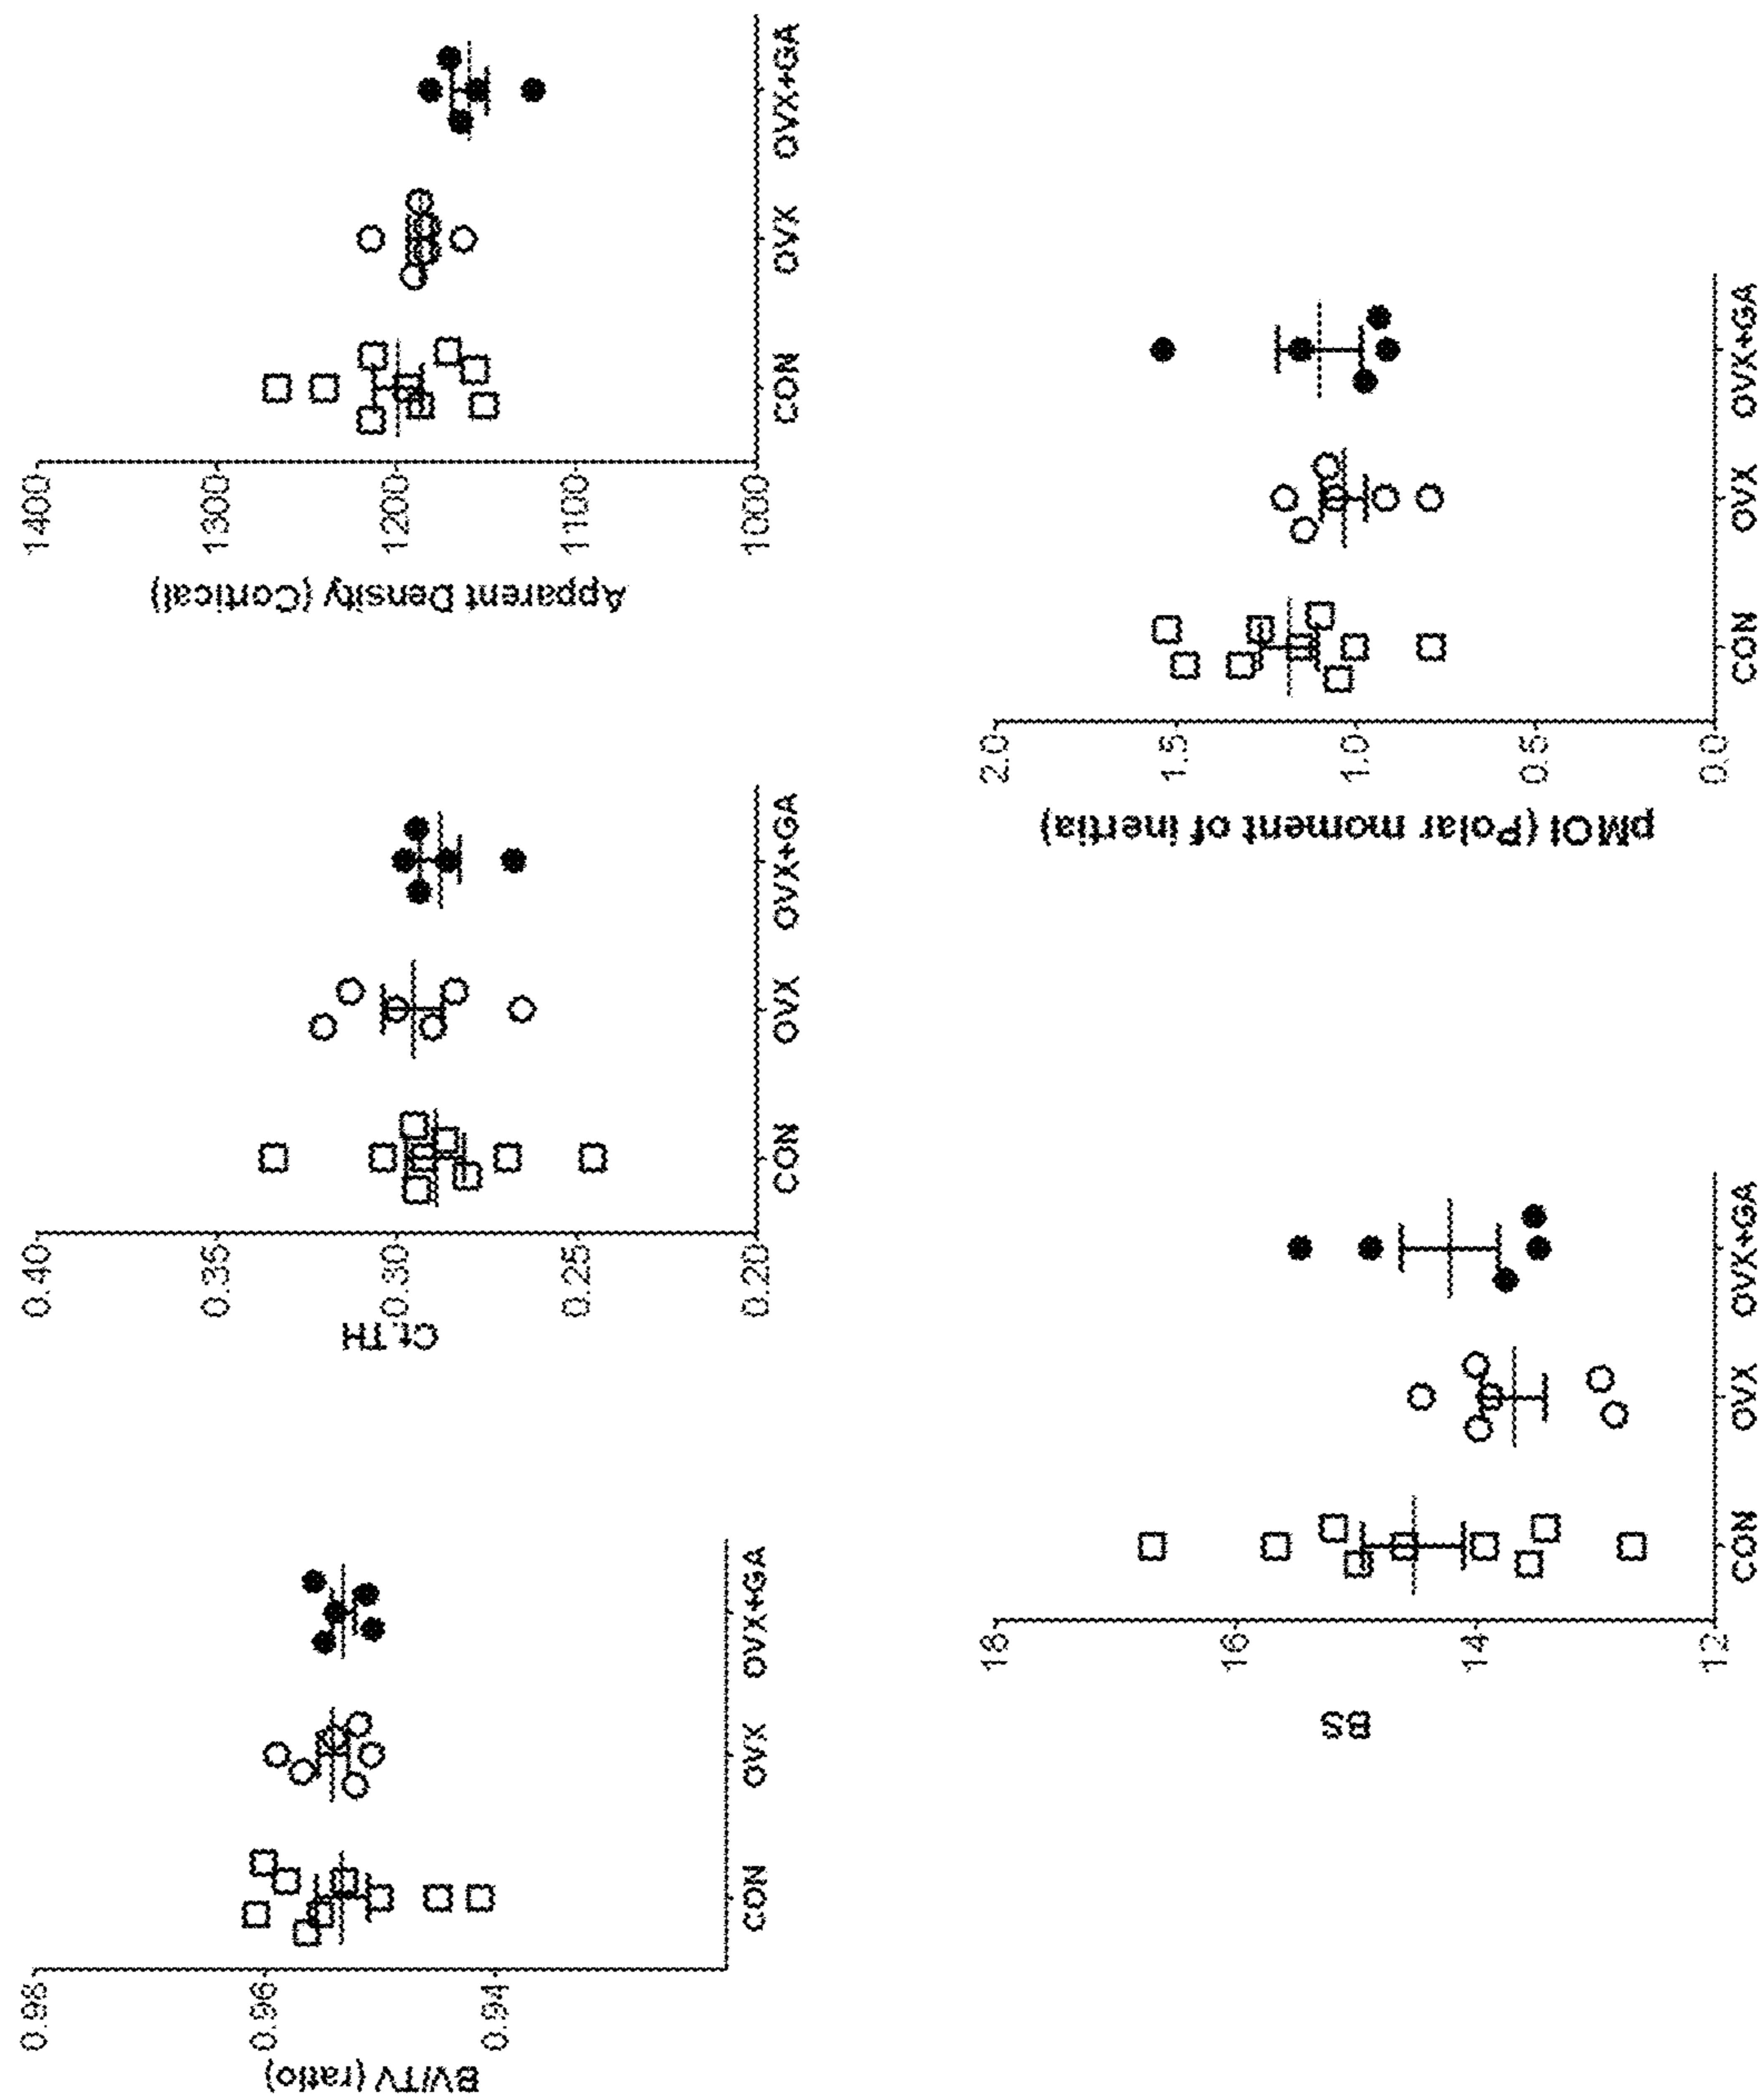 BV/TV (ratio)
0.98
0.96
0.94
CON OVX OVX+GA
Ct.TH
0.40
0.35
0.30
0.25
0.20
CON OVX OVX+GA
Apparent Density (Cortical)
1400
1300
1200
1100
1000
CON OVX OVX+GA
BS
18
16
14
12
CON OVX OVX+GA
pMOI (Polar moment of inertia)
2.0
1.5
1.0
0.5
0.0
CON OVX OVX+GA